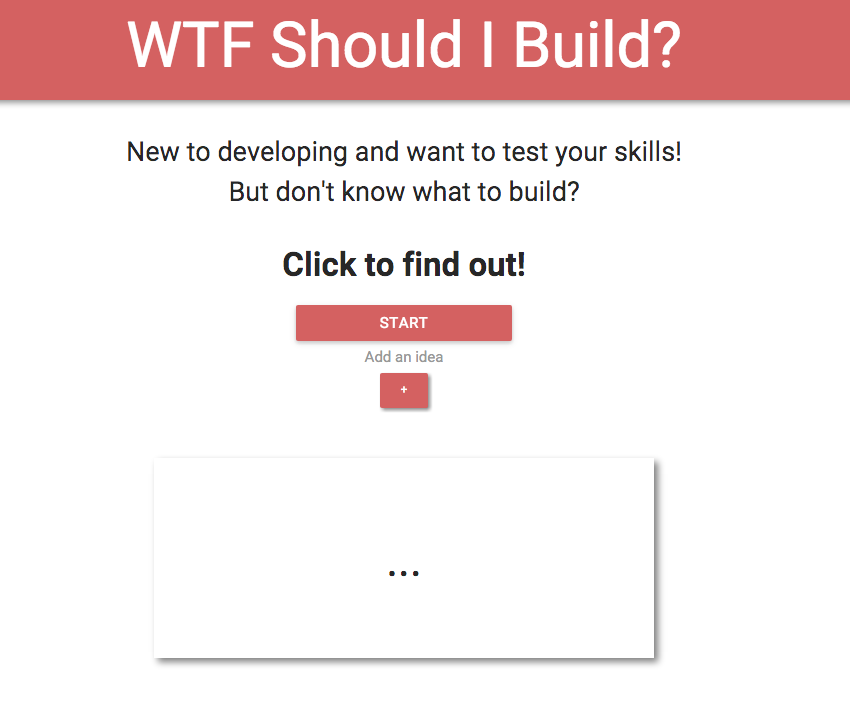 WTF Should I Build?
New to developing and want to test your skills!
But don't know what to build?
Click to find out!
START
Add an idea
+
...